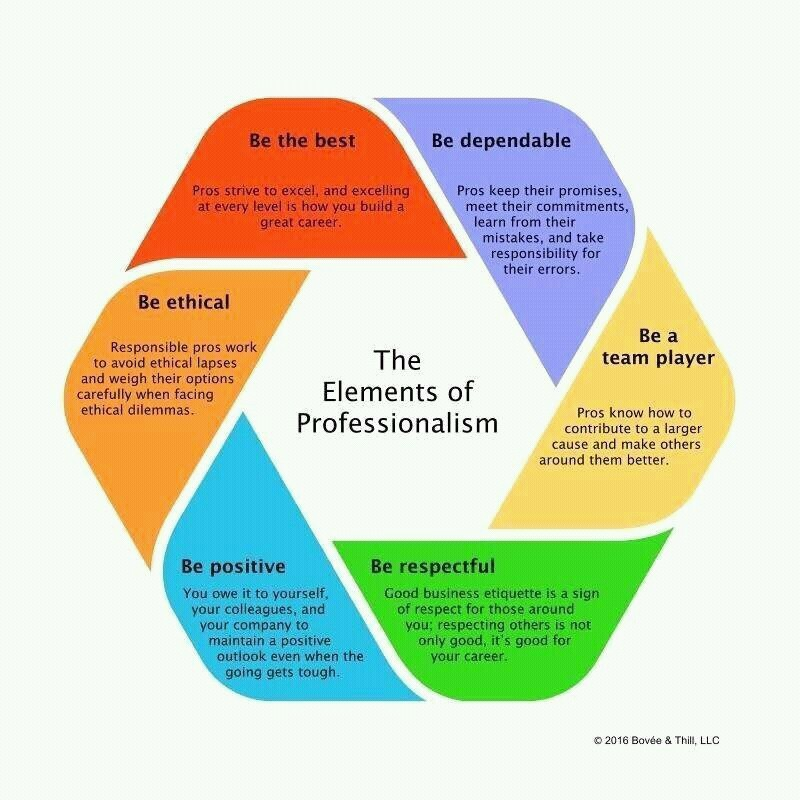 Be the best
Pros strive to excel, and excelling
at every level is how you build a
great career.
Be dependable
Pros keep their promises,
meet their commitments,
learn from their
mistakes, and take
responsibility for
their errors.
Be a
team player
Pros know how to
contribute to a larger
cause and make others
around them better.
Be respectful
Good business etiquette is a sign
of respect for those around
you; respecting others is not
only good, it's good for
your career.
Be positive
You owe it to yourself,
your colleagues, and
your company to
maintain a positive
outlook even when the
going gets tough.
Be ethical
Responsible pros work
to avoid ethical lapses
and weigh their options
carefully when facing
ethical dilemmas.
The
Elements of
Professionalism
© 2016 Bovée & Thill, LLC